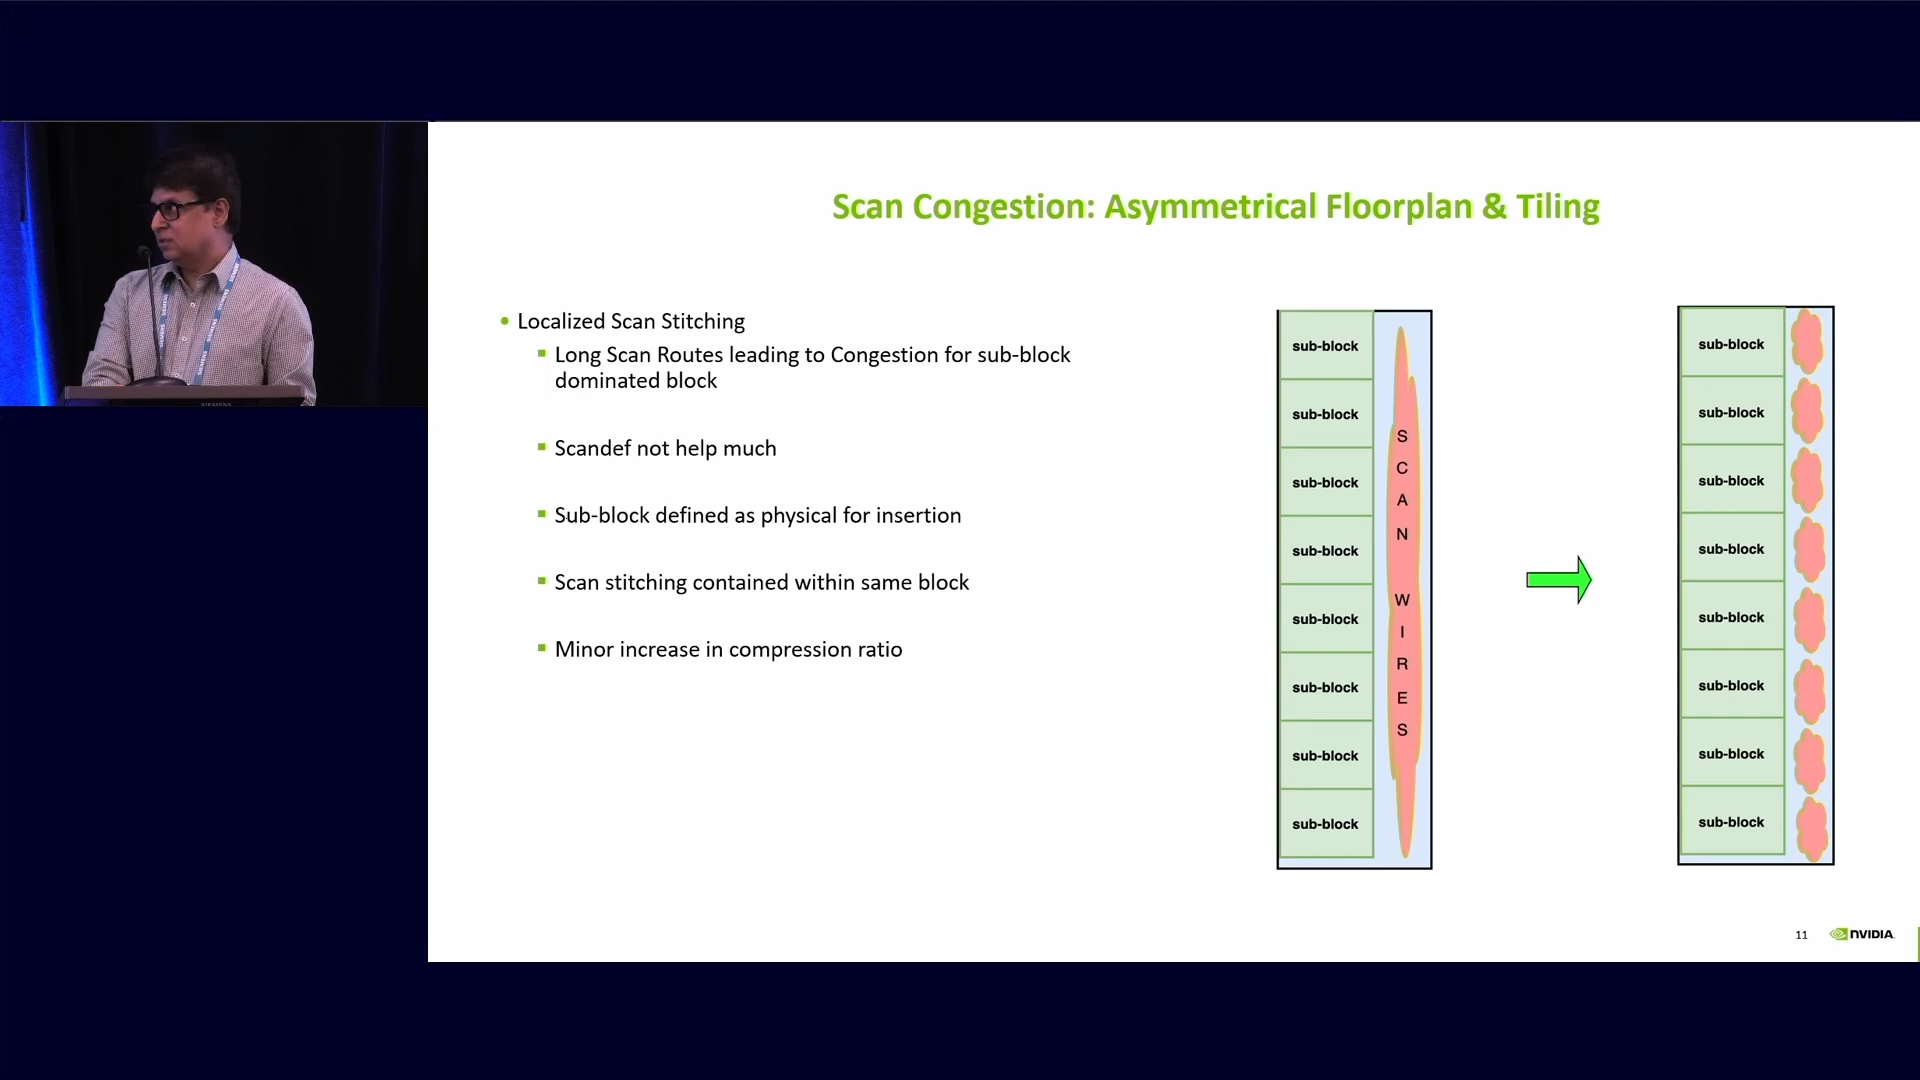 Scan Congestion: Asymmetrical Floorplan & Tiling
Localized Scan Stitching
Long Scan Routes leading to Congestion for sub-block
dominated block
Scandef not help much
Sub-block defined as physical for insertion
Scan stitching contained within same block
Minor increase in compression ratio
sub-block
sub-block
sub-block
sub-block
sub-block
sub-block
sub-block
sub-block
SCAN WIRES
sub-block
sub-block
sub-block
sub-block
sub-block
sub-block
sub-block
sub-block
11
NVIDIA
SIEMENS